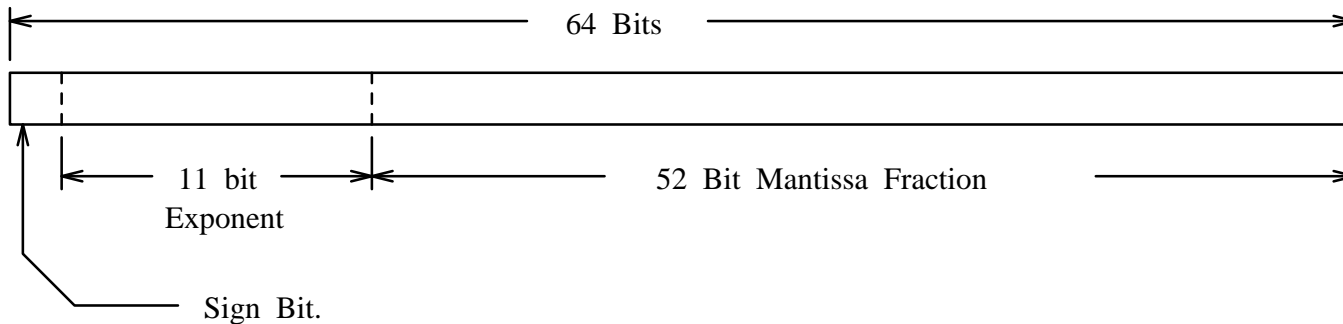 64 Bits
11 bit
Exponent
52 Bit Mantissa Fraction
Sign Bit.